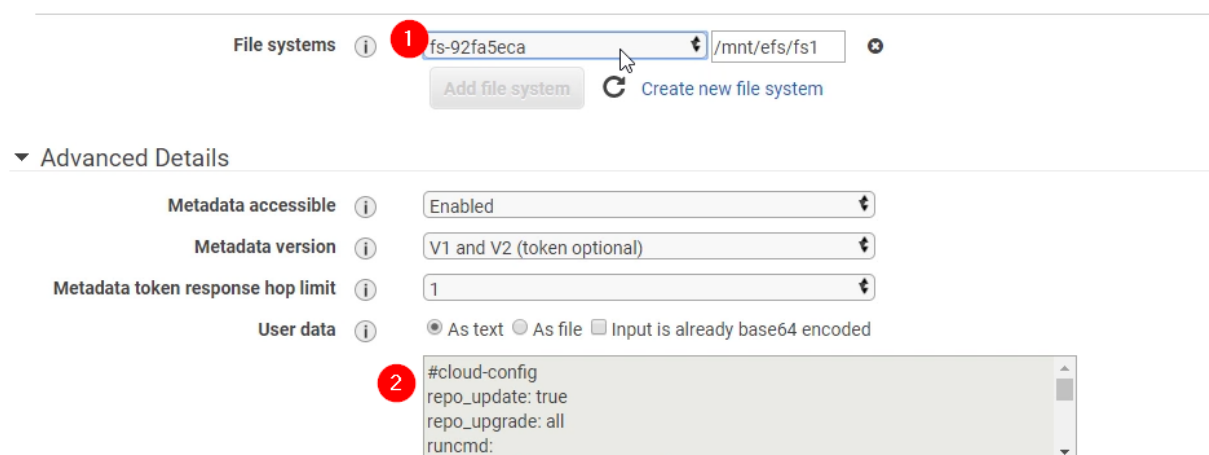 File systems i 1 fs-92fa5eca /mnt/efs/fs1
Add file system Create new file system
Advanced Details
Metadata accessible i Enabled
Metadata version i V1 and V2 (token optional)
Metadata token response hop limit i 1
User data i As text As file Input is already base64 encoded
2 #cloud-config
repo_update: true
repo_upgrade: all
runcmd: